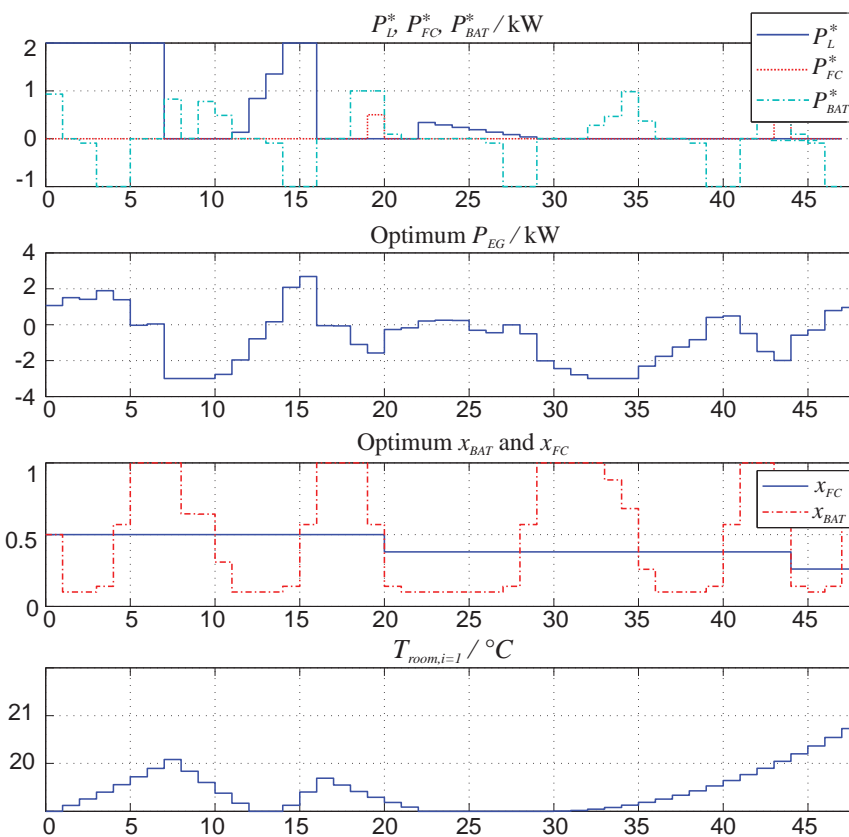 P*L, P*FC, P*BAT / kW
2
1
0
-1
P*L
P*FC
P*BAT
0 5 10 15 20 25 30 35 40 45
Optimum PEG / kW
4
2
0
-2
-4
0 5 10 15 20 25 30 35 40 45
Optimum xBAT and xFC
1
0.5
0
xFC
xBAT
0 5 10 15 20 25 30 35 40 45
Troom,i=1 / °C
21
20
0 5 10 15 20 25 30 35 40 45